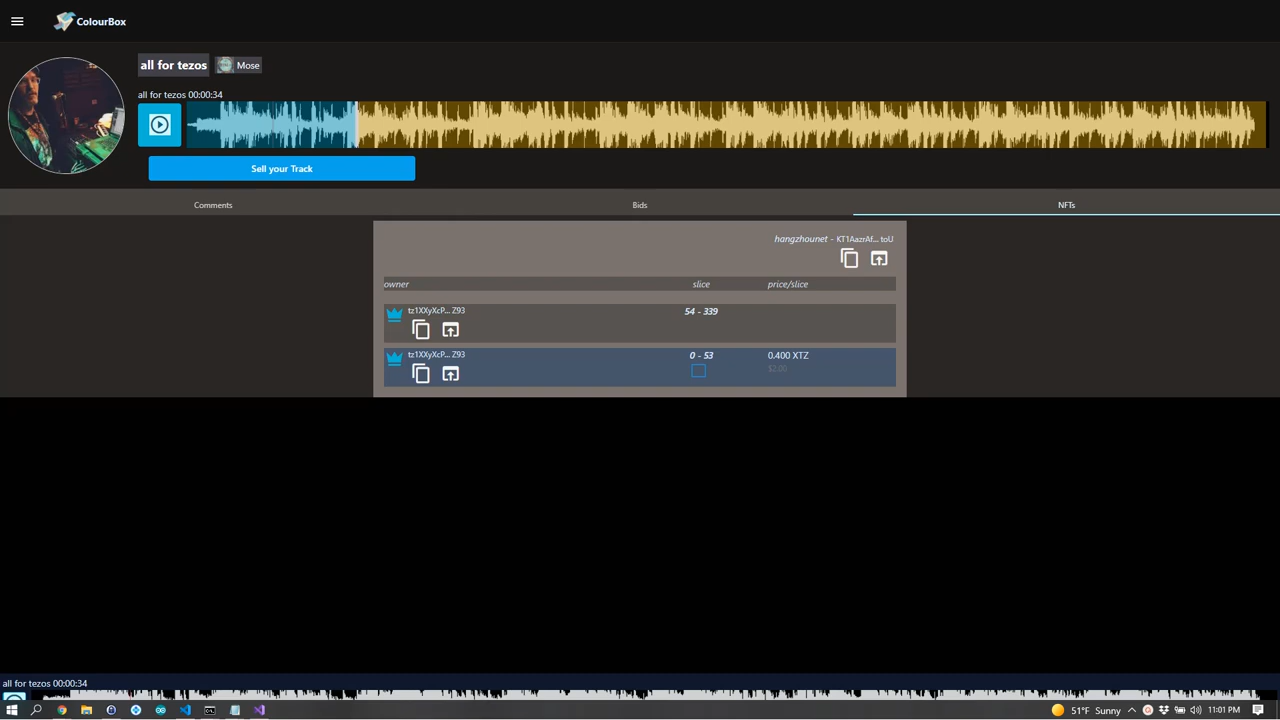 ColourBox
all for tezos Mose
all for tezos 00:00:34
Sell your Track
Comments Bids NFTs
hangzhounet - KT1AazrAf... toU
owner slice price/slice
tz1XXyXcP... Z93 54 - 339
tz1XXyXcP... Z93 0 - 53 0.400 XTZ
$2.00
all for tezos 00:00:34
51°F Sunny 11:01 PM